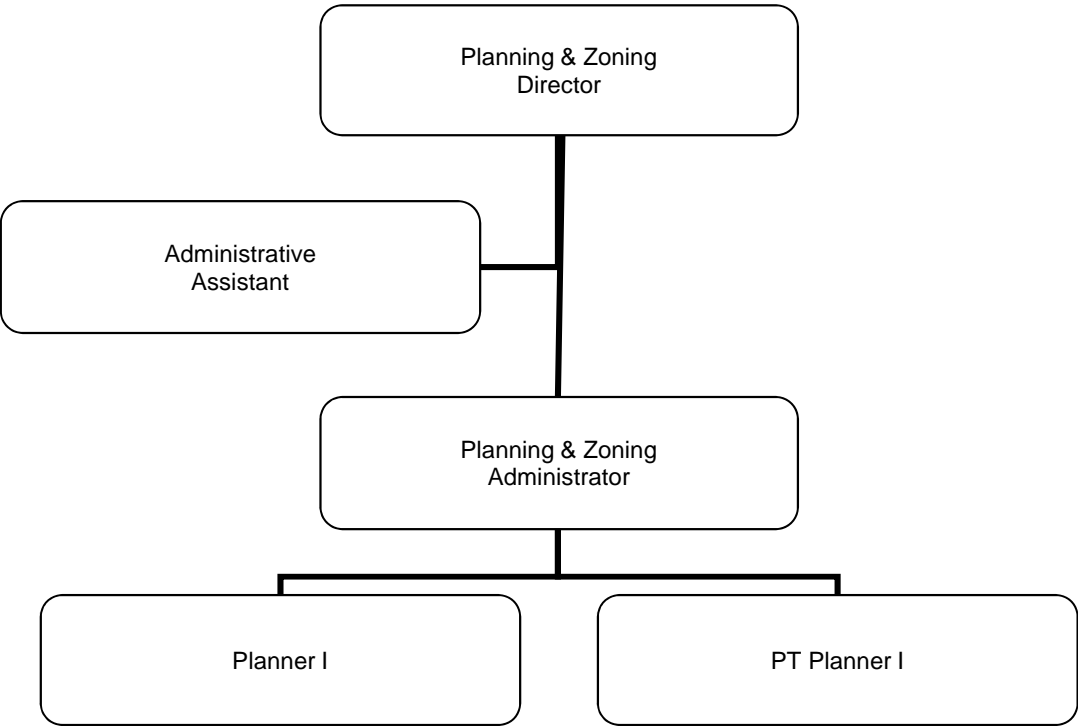 Planning & Zoning
Director
Administrative
Assistant
Planning & Zoning
Administrator
Planner I
PT Planner I